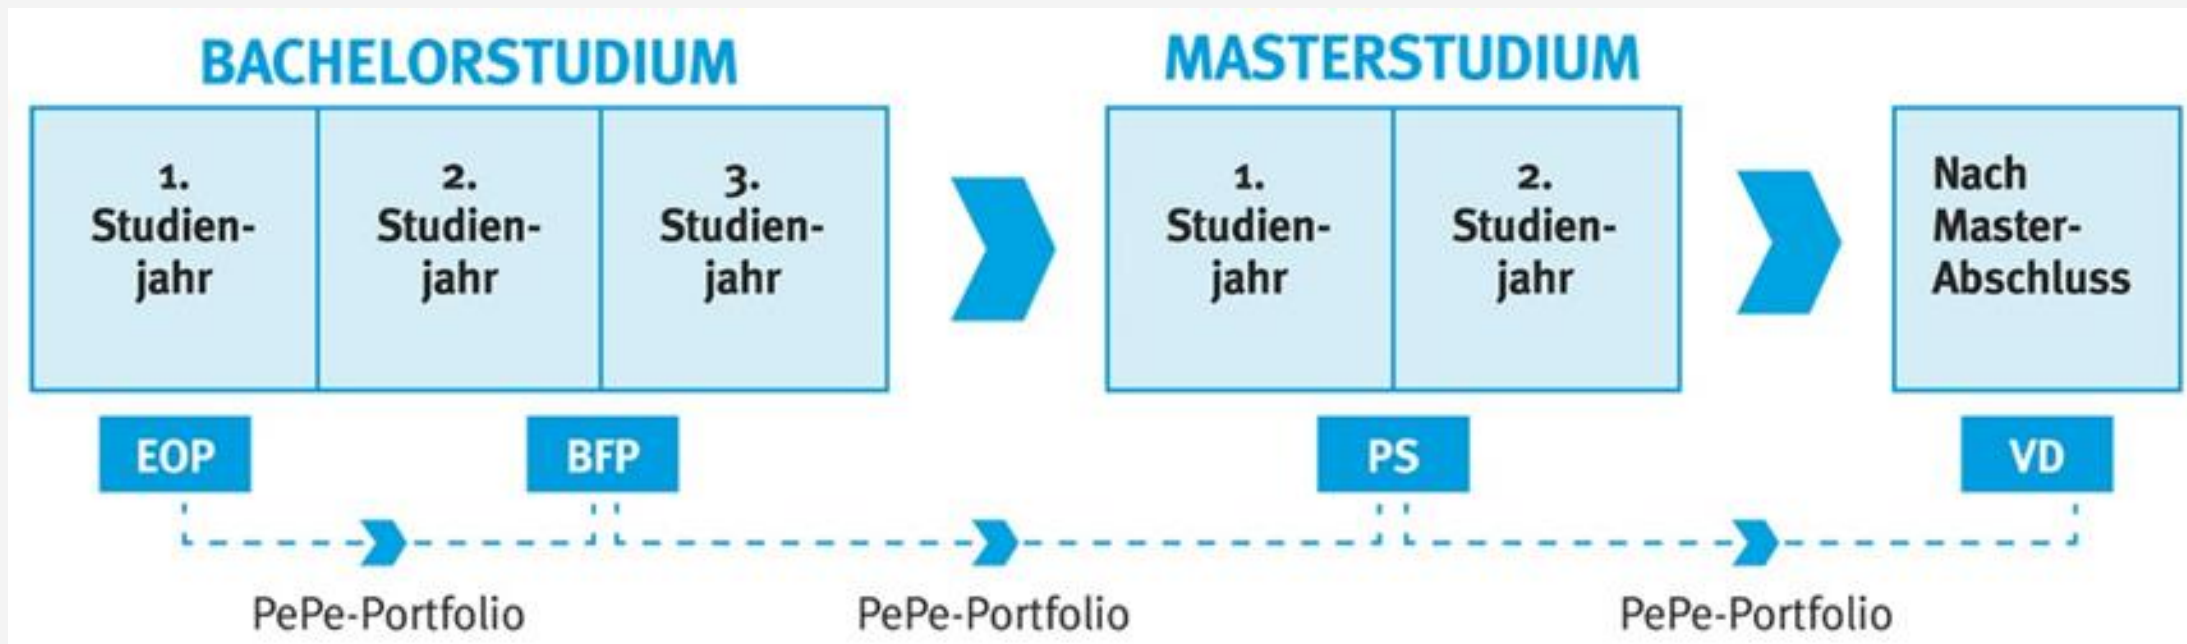 BACHELORSTUDIUM
MASTERSTUDIUM
1.
Studien-
jahr
2.
Studien-
jahr
3.
Studien-
jahr
1.
Studien-
jahr
2.
Studien-
jahr
Nach
Master-
Abschluss
EOP
BFP
PS
VD
PePe-Portfolio
PePe-Portfolio
PePe-Portfolio